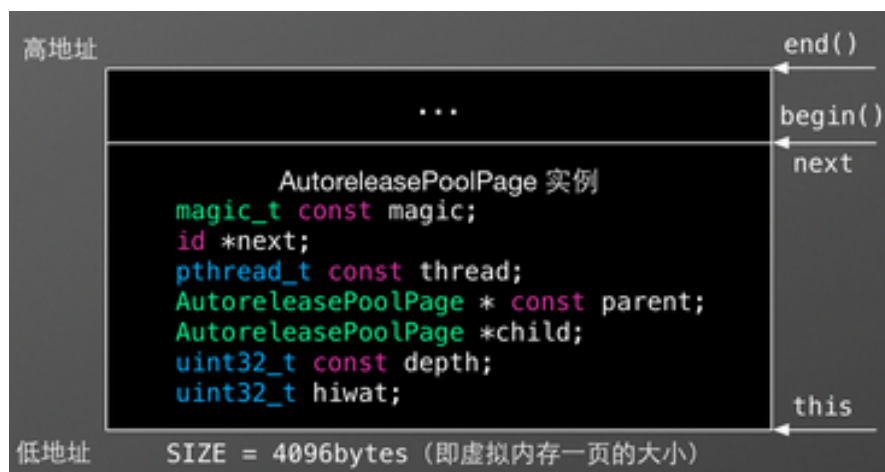 高地址
end()
...
begin()
next
AutoreleasePoolPage 实例
magic_t const magic;
id *next;
pthread_t const thread;
AutoreleasePoolPage * const parent;
AutoreleasePoolPage *child;
uint32_t const depth;
uint32_t hiwat;
this
低地址
SIZE = 4096bytes（即虚拟内存一页的大小）